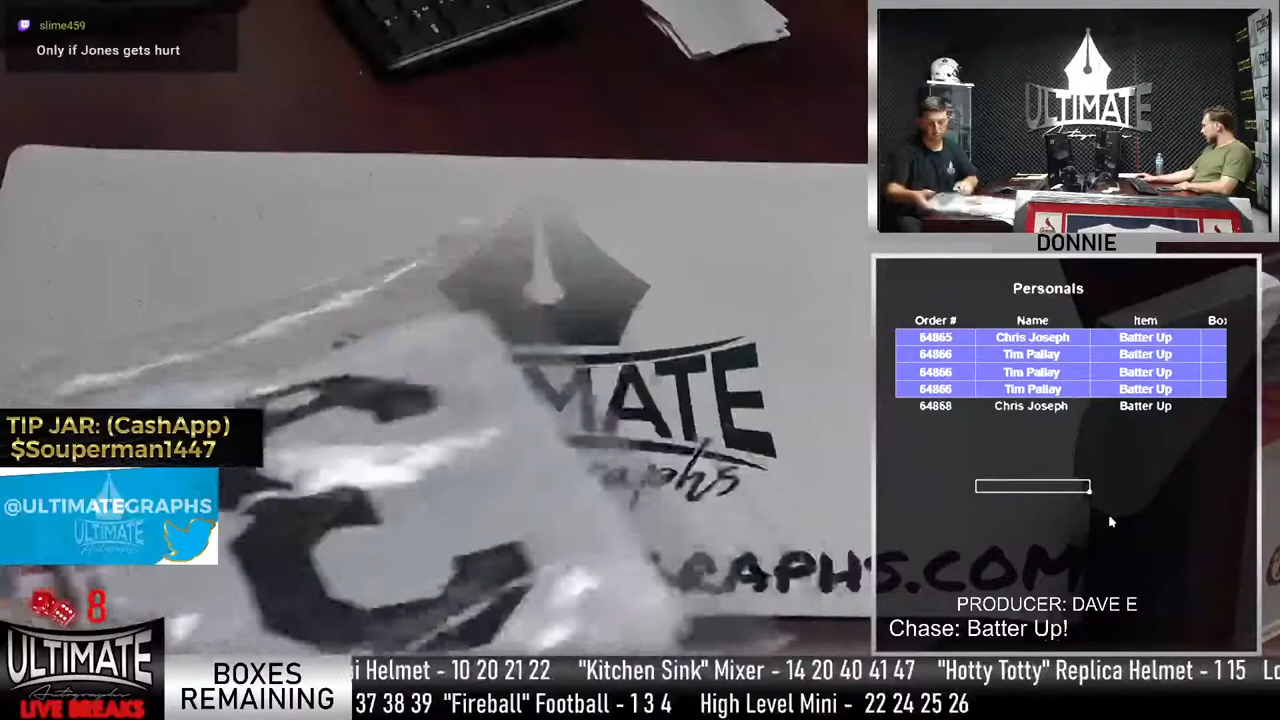 slime459
Only if Jones gets hurt
ULTIMATE
DONNIE
Personals
Order # Name Item
64865 Chris Joseph Batter Up
64866 Tim Pallay Batter Up
64866 Tim Pallay Batter Up
64866 Tim Pallay Batter Up
64868 Chris Joseph Batter Up
MATE
TIP JAR: (CashApp)
$Souperman1447
@ULTIMATEGRAPHS
ULTIMATE
Autographs
PRODUCER: DAVE E
Chase: Batter Up!
8
ULTIMATE
Autographs
LIVE BREAKS
BOXES
REMAINING
Helmet - 10 20 21 22 "Kitchen Sink" Mixer - 14 20 40 41 47 "Hotty Totty" Replica Helmet - 1 15
37 38 39 "Fireball" Football - 1 3 4 High Level Mini - 22 24 25 26